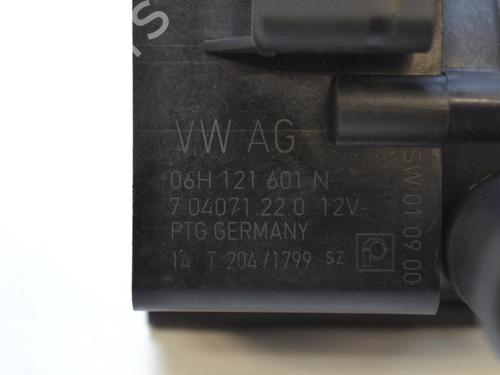 VW AG
06H 121 601 N
7.04071.22.0 12V-
PTG GERMANY
14 T 204/1799 SZ
SW 01.09.00